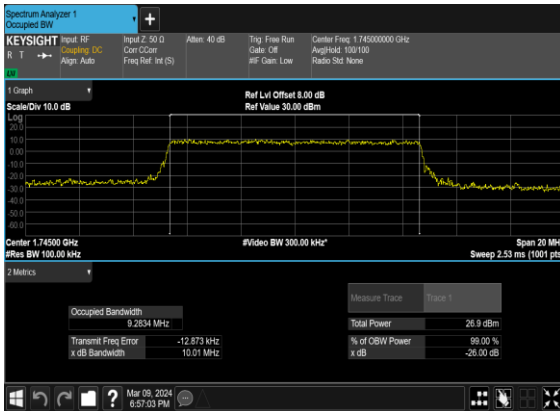 Spectrum Analyzer 1
Occupied BW
+
KEYSIGHT Input: RF Input Z: 50 Ω Atten: 40 dB Trig: Free Run Center Freq: 1.745000000 GHz
R T Coupling: DC Corr CCorr Gate: Off Avg|Hold: 100/100
Align: Auto Freq Ref: Int (S) #IF Gain: Low Radio Std: None
1 Graph
Scale/Div 10.0 dB Ref Lvl Offset 8.00 dB
Ref Value 30.00 dBm
Log
20.0
10.0
0.00
-10.0
-20.0
-30.0
-40.0
-50.0
-60.0
Center 1.74500 GHz #Video BW 300.00 kHz* Span 20 MH
#Res BW 100.00 kHz Sweep 2.53 ms (1001 pts
2 Metrics
Measure Trace Trace 1
Occupied Bandwidth
9.2834 MHz Total Power 26.9 dBm
Transmit Freq Error -12.873 kHz % of OBW Power 99.00 %
x dB Bandwidth 10.01 MHz x dB -26.00 dB
? Mar 09, 2024
6:57:03 PM